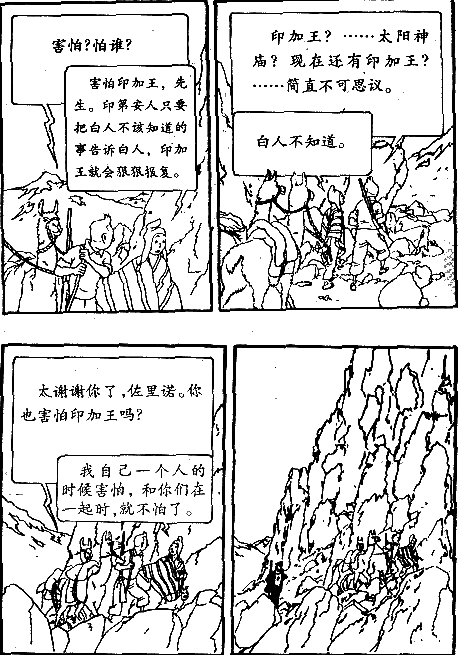 害怕?怕谁?
害怕印加王,先
生。印第安人只要
把白人不该知道的
事告诉白人,印加
王就会狠狠报复。
印加王? ……太阳神
庙? 现在还有印加王?
……简直不可思议。
白人不知道。
太谢谢你了,佐里诺。你
也害怕印加王吗?
我自己一个人的
时候害怕, 和你们在
一起时,就不怕了。